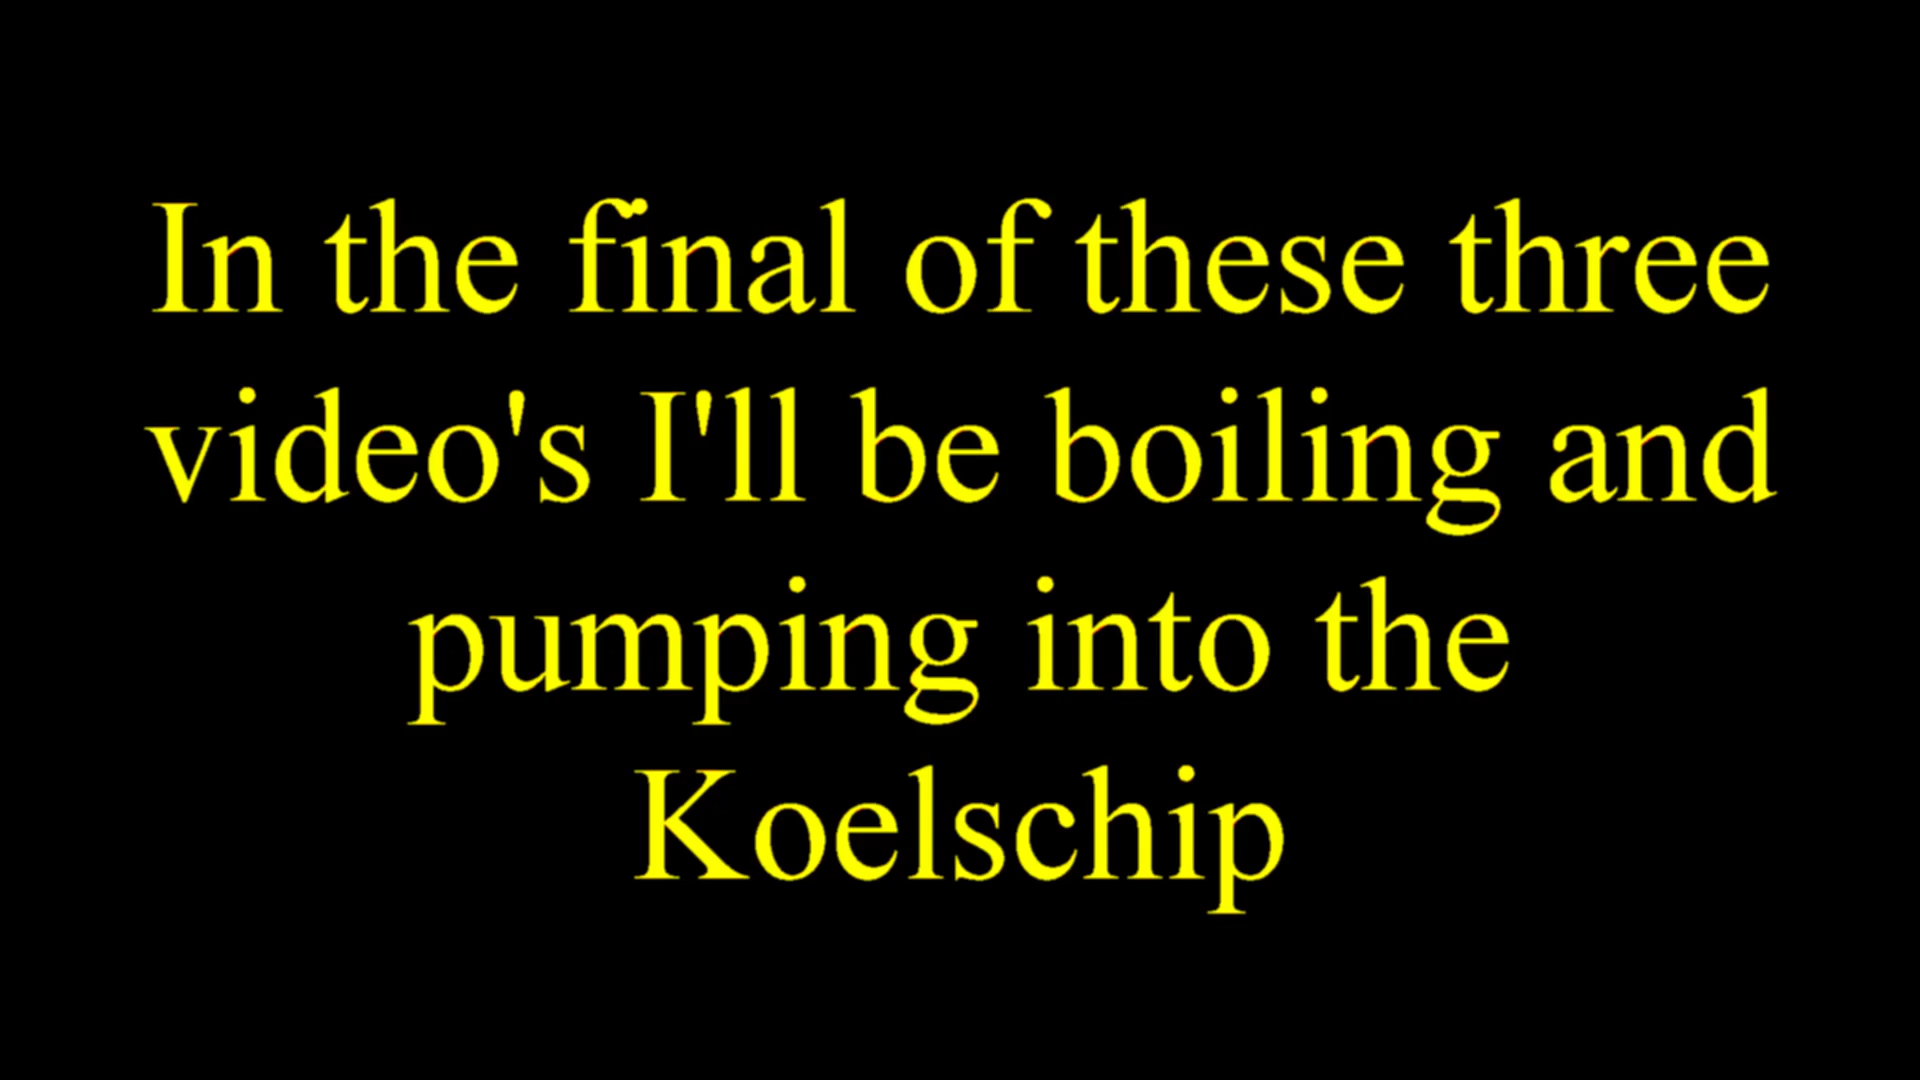 In the final of these three
video's I'll be boiling and
pumping into the
Koelschip